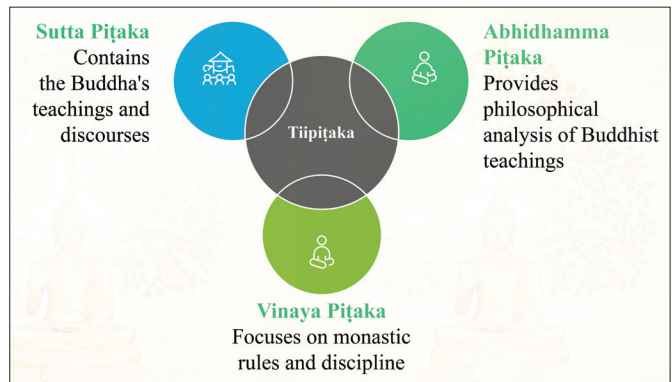 Sutta Piṭaka
Contains
the Buddha's
teachings and
discourses
Tiipiṭaka
Abhidhamma
Piṭaka
Provides
philosophical
analysis of Buddhist
teachings
Vinaya Piṭaka
Focuses on monastic
rules and discipline